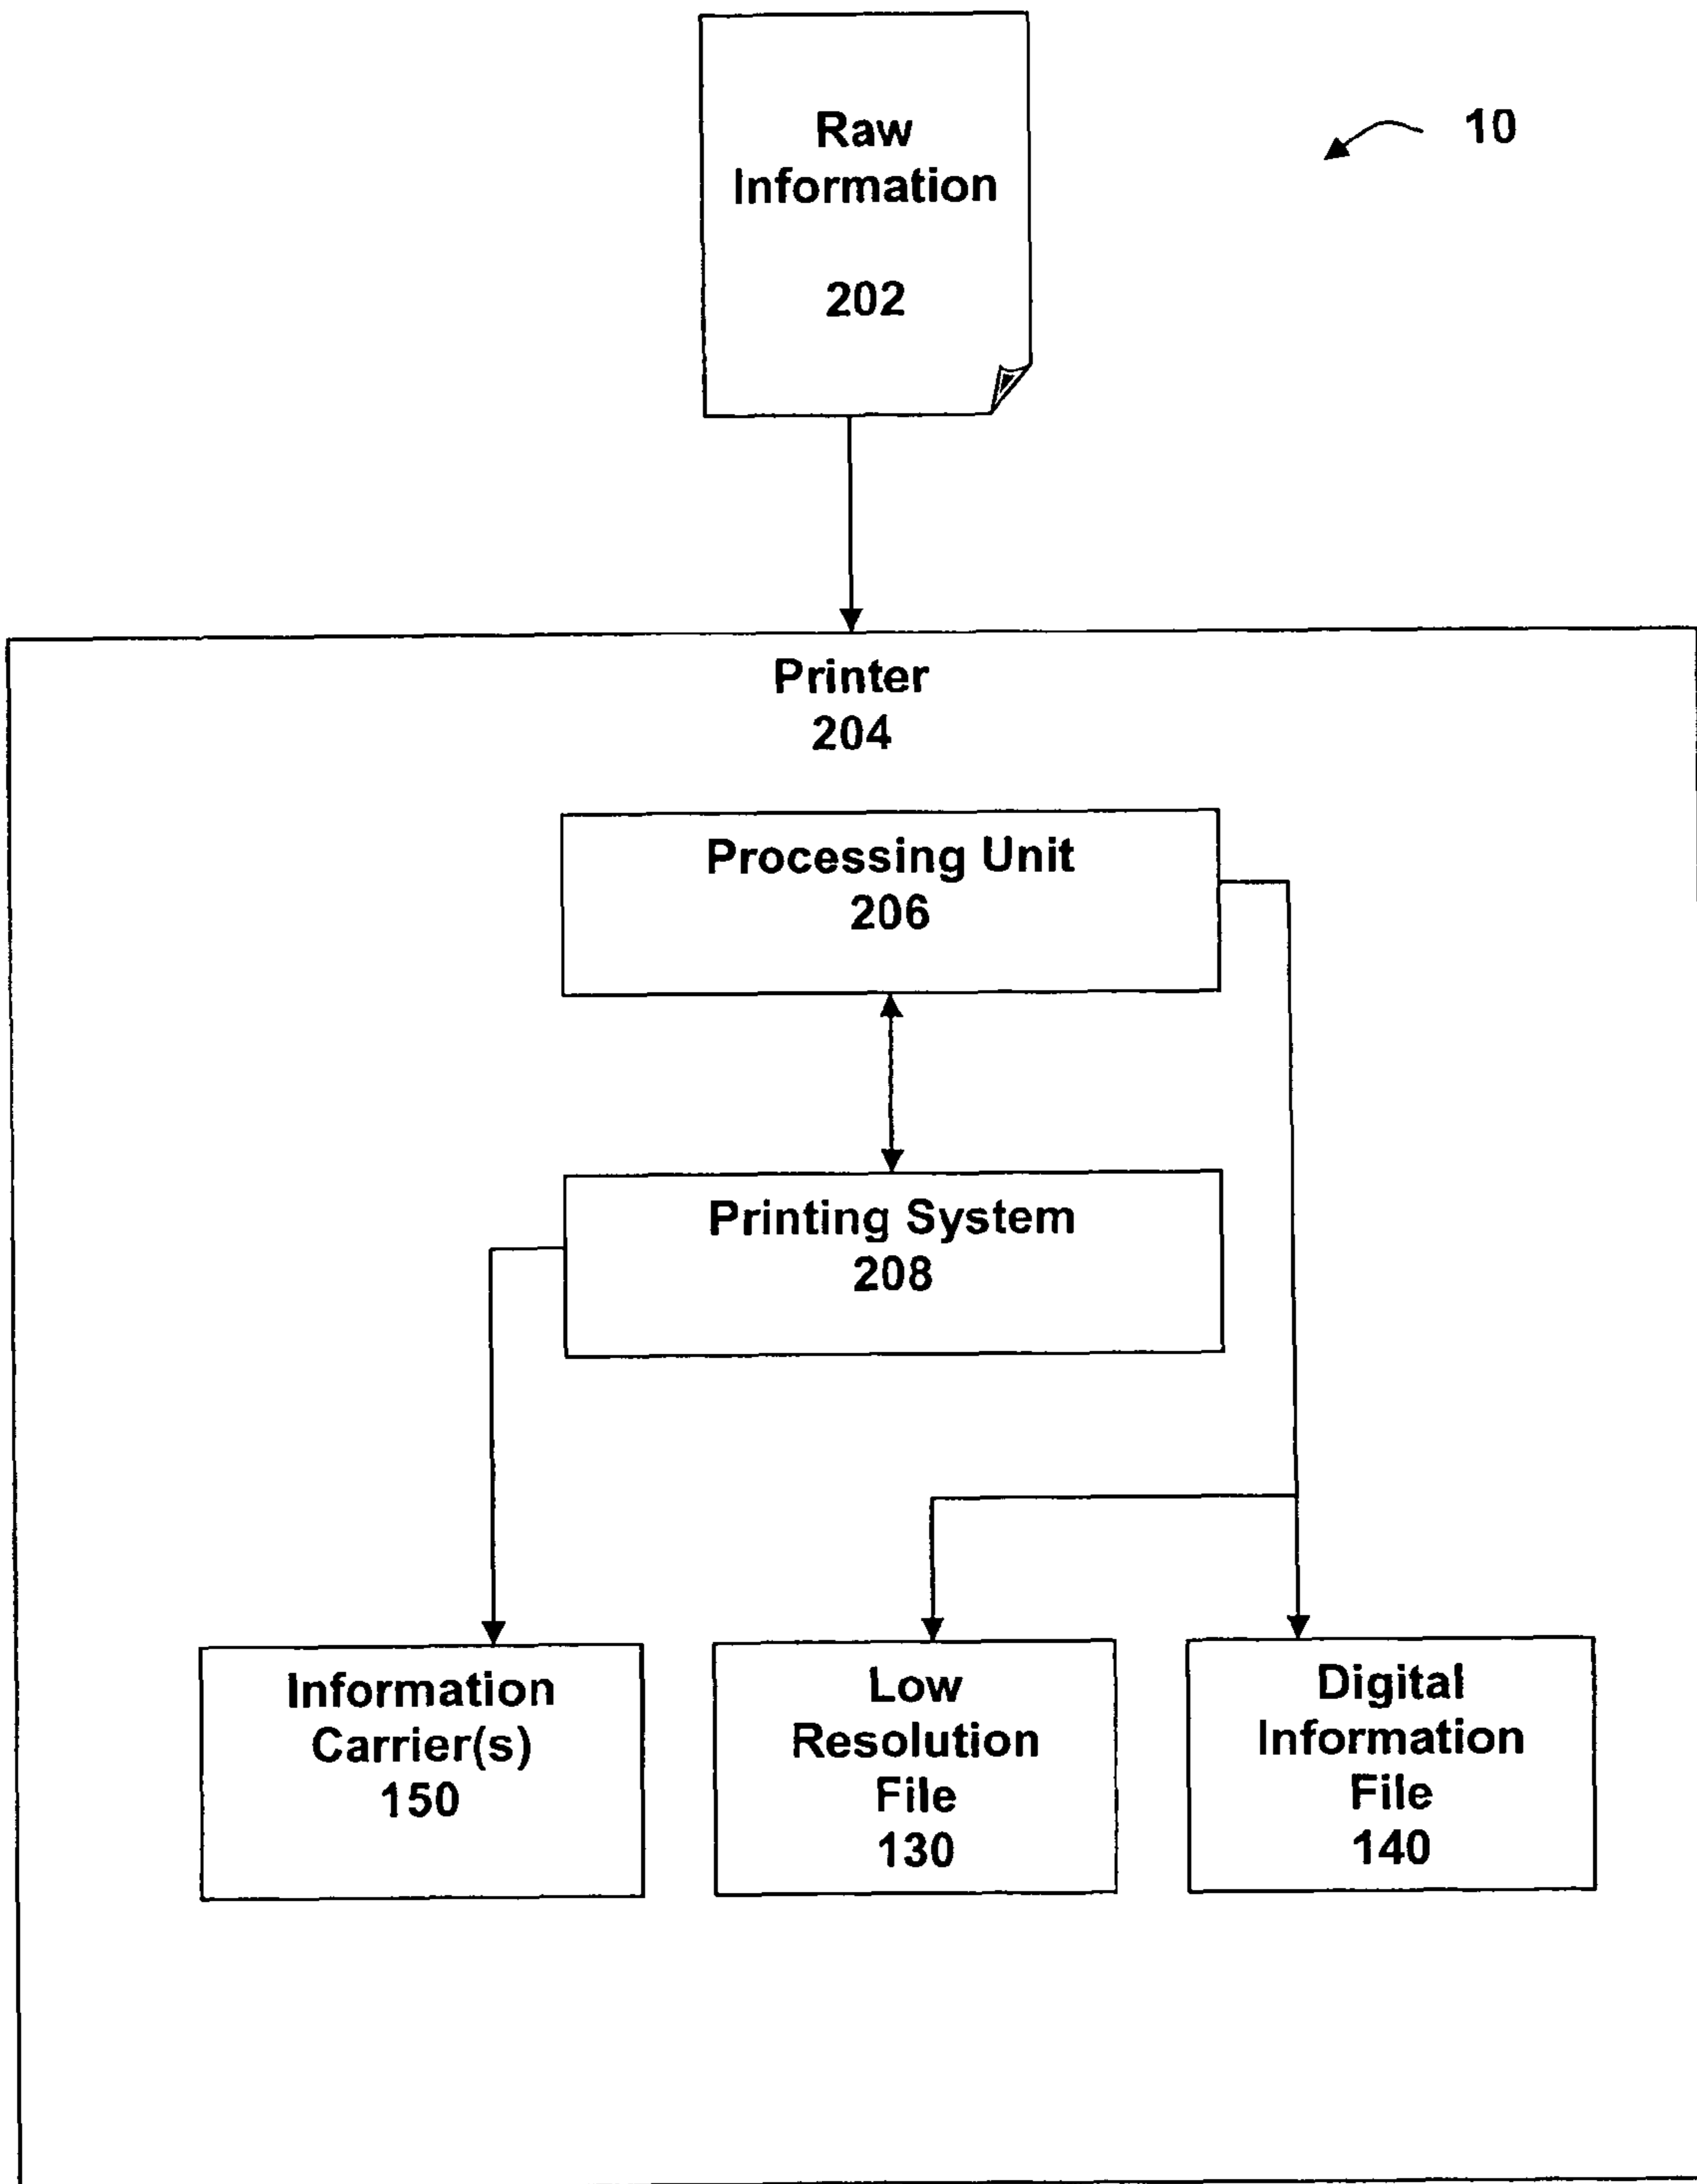 Raw
Information
202
10
Printer
204
Processing Unit
206
Printing System
208
Information
Carrier(s)
150
Low
Resolution
File
130
Digital
Information
File
140